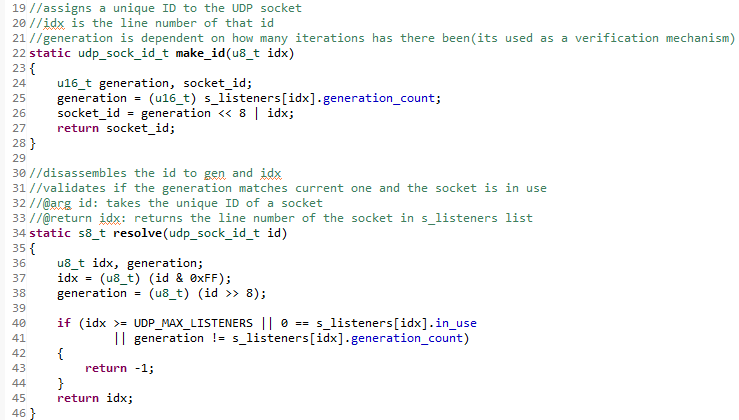 19 //assigns a unique ID to the UDP socket
20 //idx is the line number of that id
21 //generation is dependent on how many iterations has there been(its used as a verification mechanism)
22 static udp_sock_id_t make_id(u8_t idx)
23 {
24     u16_t generation, socket_id;
25     generation = (u16_t) s_listeners[idx].generation_count;
26     socket_id = generation << 8 | idx;
27     return socket_id;
28 }
29
30 //disassembles the id to gen and idx
31 //validates if the generation matches current one and the socket is in use
32 //@arg id: takes the unique ID of a socket
33 //@return idx: returns the line number of the socket in s_listeners list
34 static s8_t resolve(udp_sock_id_t id)
35 {
36     u8_t idx, generation;
37     idx = (u8_t) (id & 0xFF);
38     generation = (u8_t) (id >> 8);
39
40     if (idx >= UDP_MAX_LISTENERS || 0 == s_listeners[idx].in_use
41             || generation != s_listeners[idx].generation_count)
42     {
43         return -1;
44     }
45     return idx;
46 }